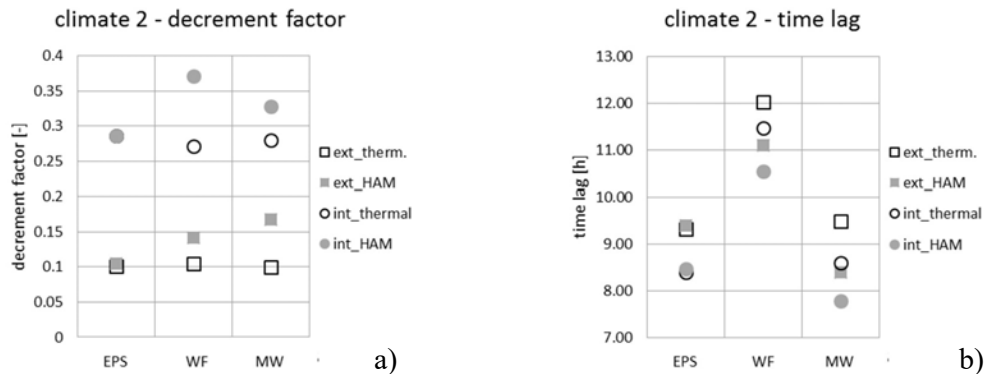 climate 2 - decrement factor
decrement factor [-]
0.4
0.35
0.3
0.25
0.2
0.15
0.1
0.05
0
EPS WF MW
ext_therm.
ext_HAM
int_thermal
int_HAM
a)
climate 2 - time lag
time lag [h]
13.00
12.00
11.00
10.00
9.00
8.00
7.00
EPS WF MW
ext_therm.
ext_HAM
int_thermal
int_HAM
b)